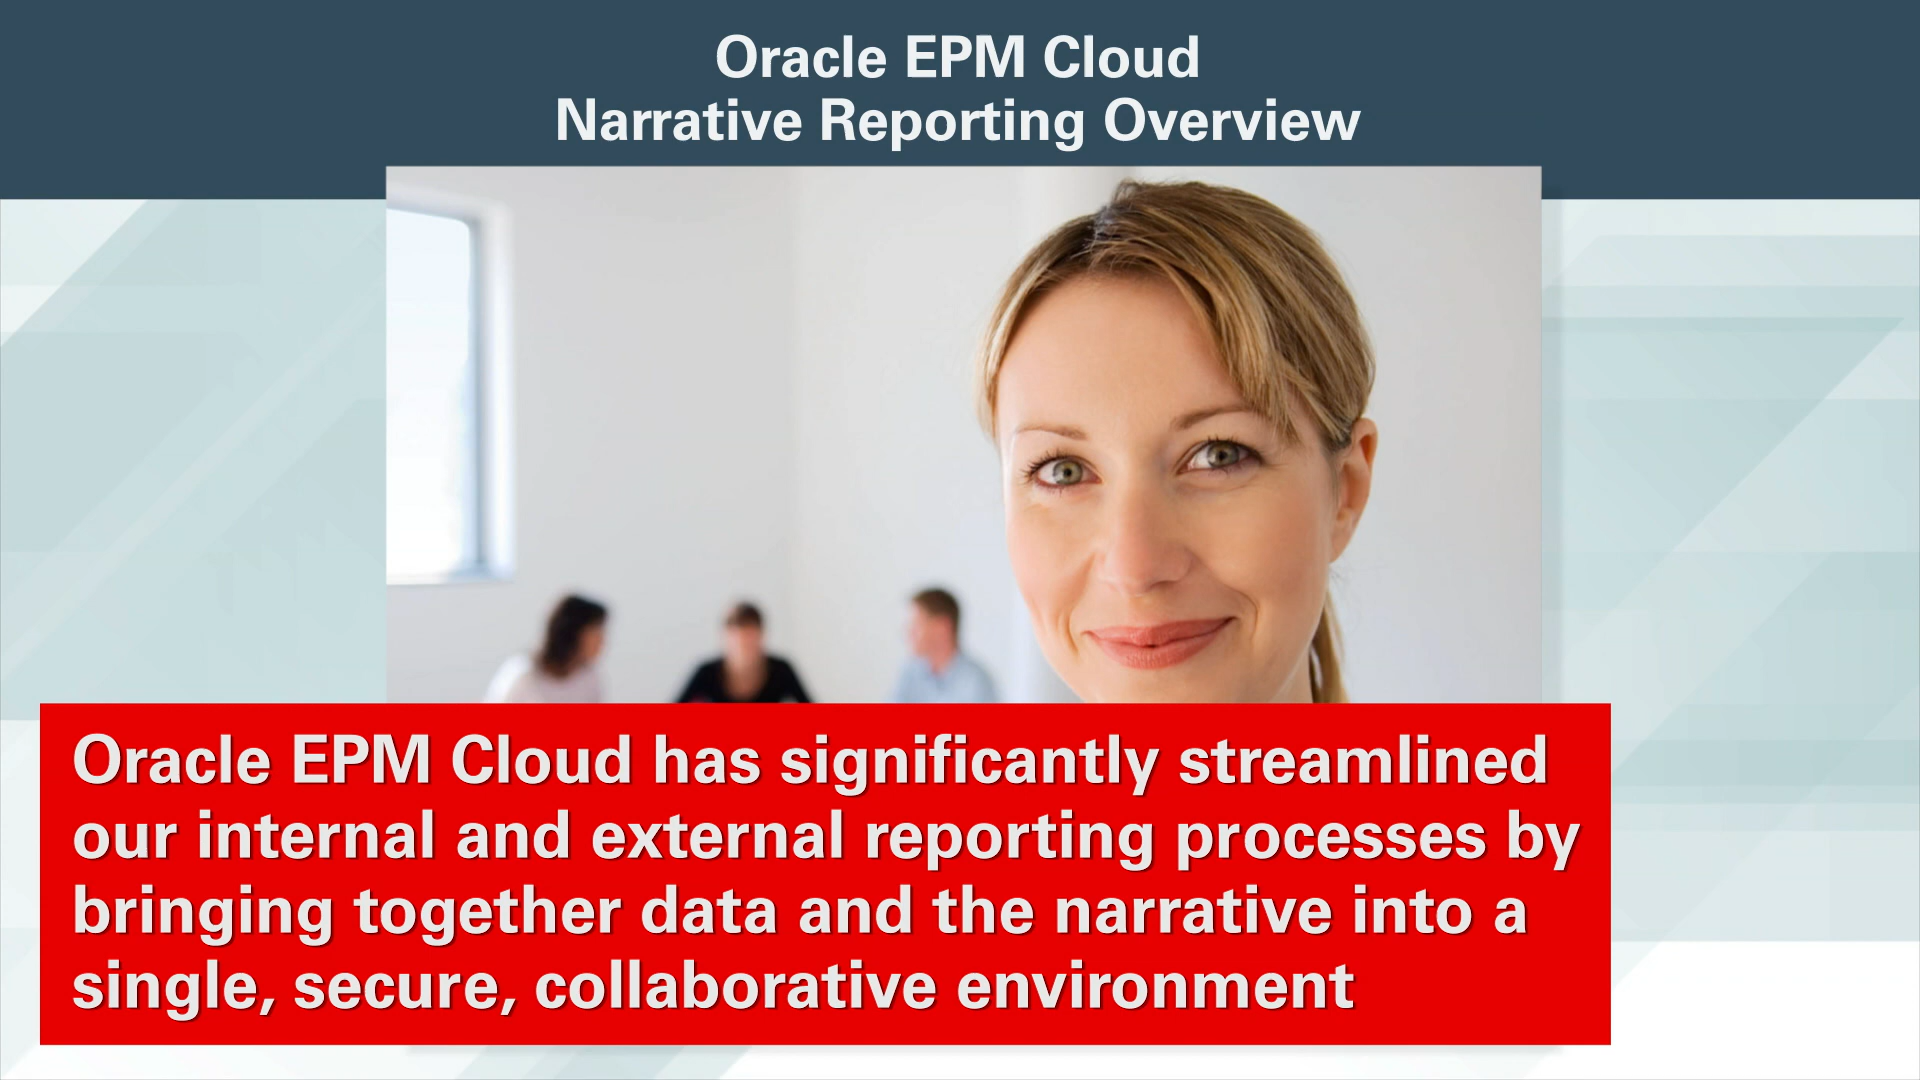 Oracle EPM Cloud
Narrative Reporting Overview
Oracle EPM Cloud has significantly streamlined
our internal and external reporting processes by
bringing together data and the narrative into a
single, secure, collaborative environment